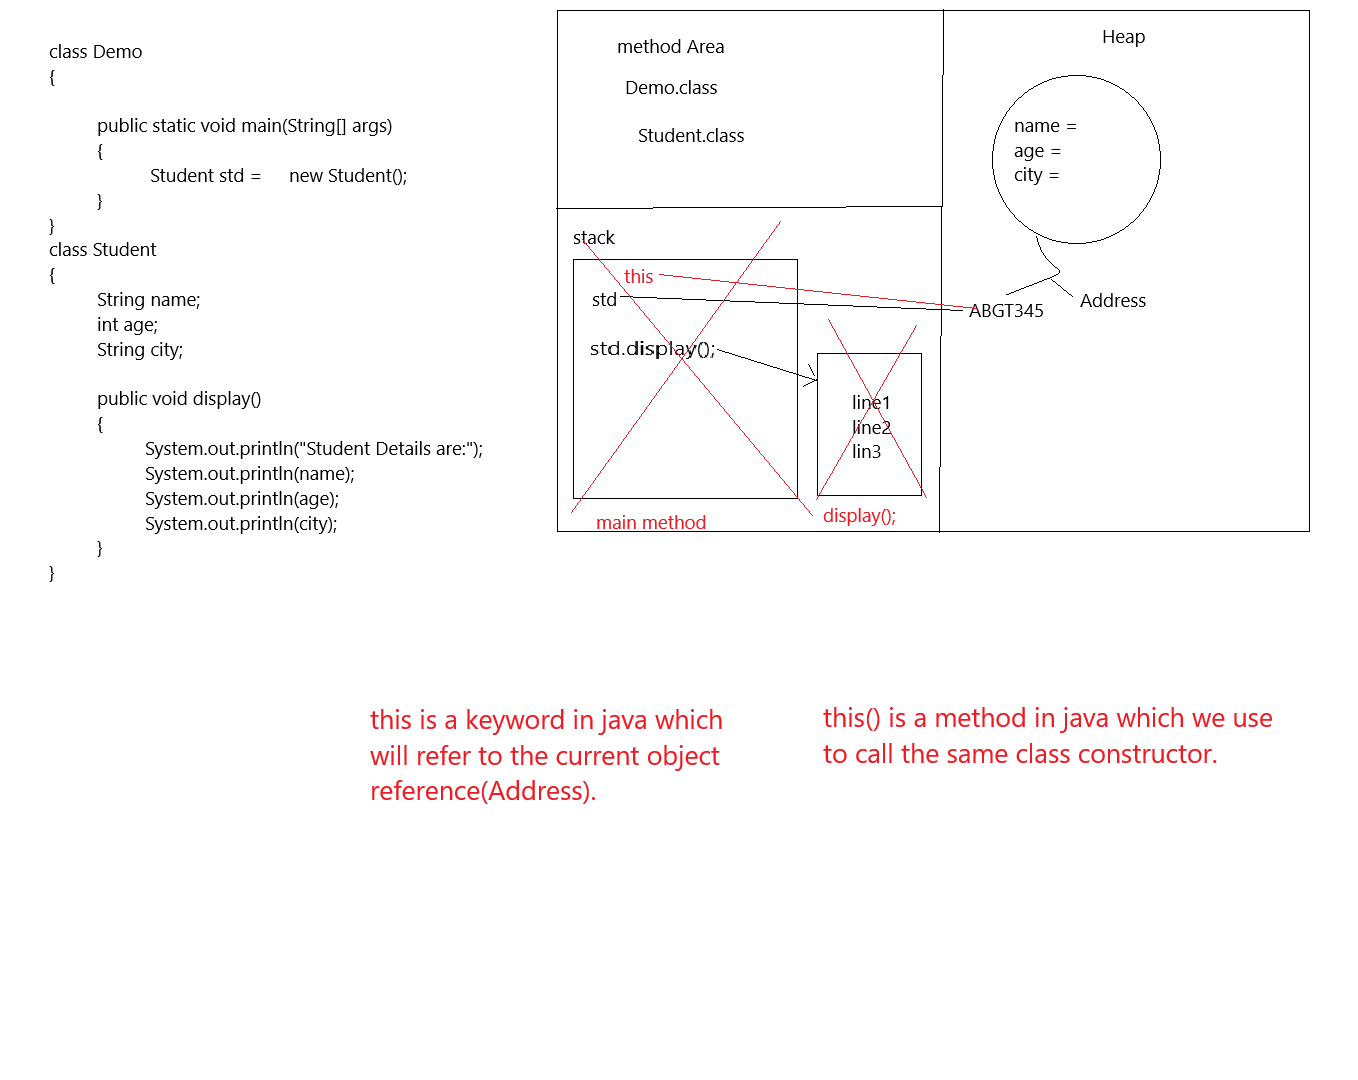 class Demo
{
public static void main(String[] args)
{
Student std =      new Student();
}
}
class Student
{
String name;
int age;
String city;
public void display()
{
System.out.println("Student Details are:");
System.out.println(name);
System.out.println(age);
System.out.println(city);
}
}
method Area
Demo.class
Student.class
Heap
name =
age =
city =
stack
this
std
std.display();
ABGT345
Address
line1
line2
lin3
main method
display();
this is a keyword in java which
will refer to the current object
reference(Address).
this() is a method in java which we use
to call the same class constructor.